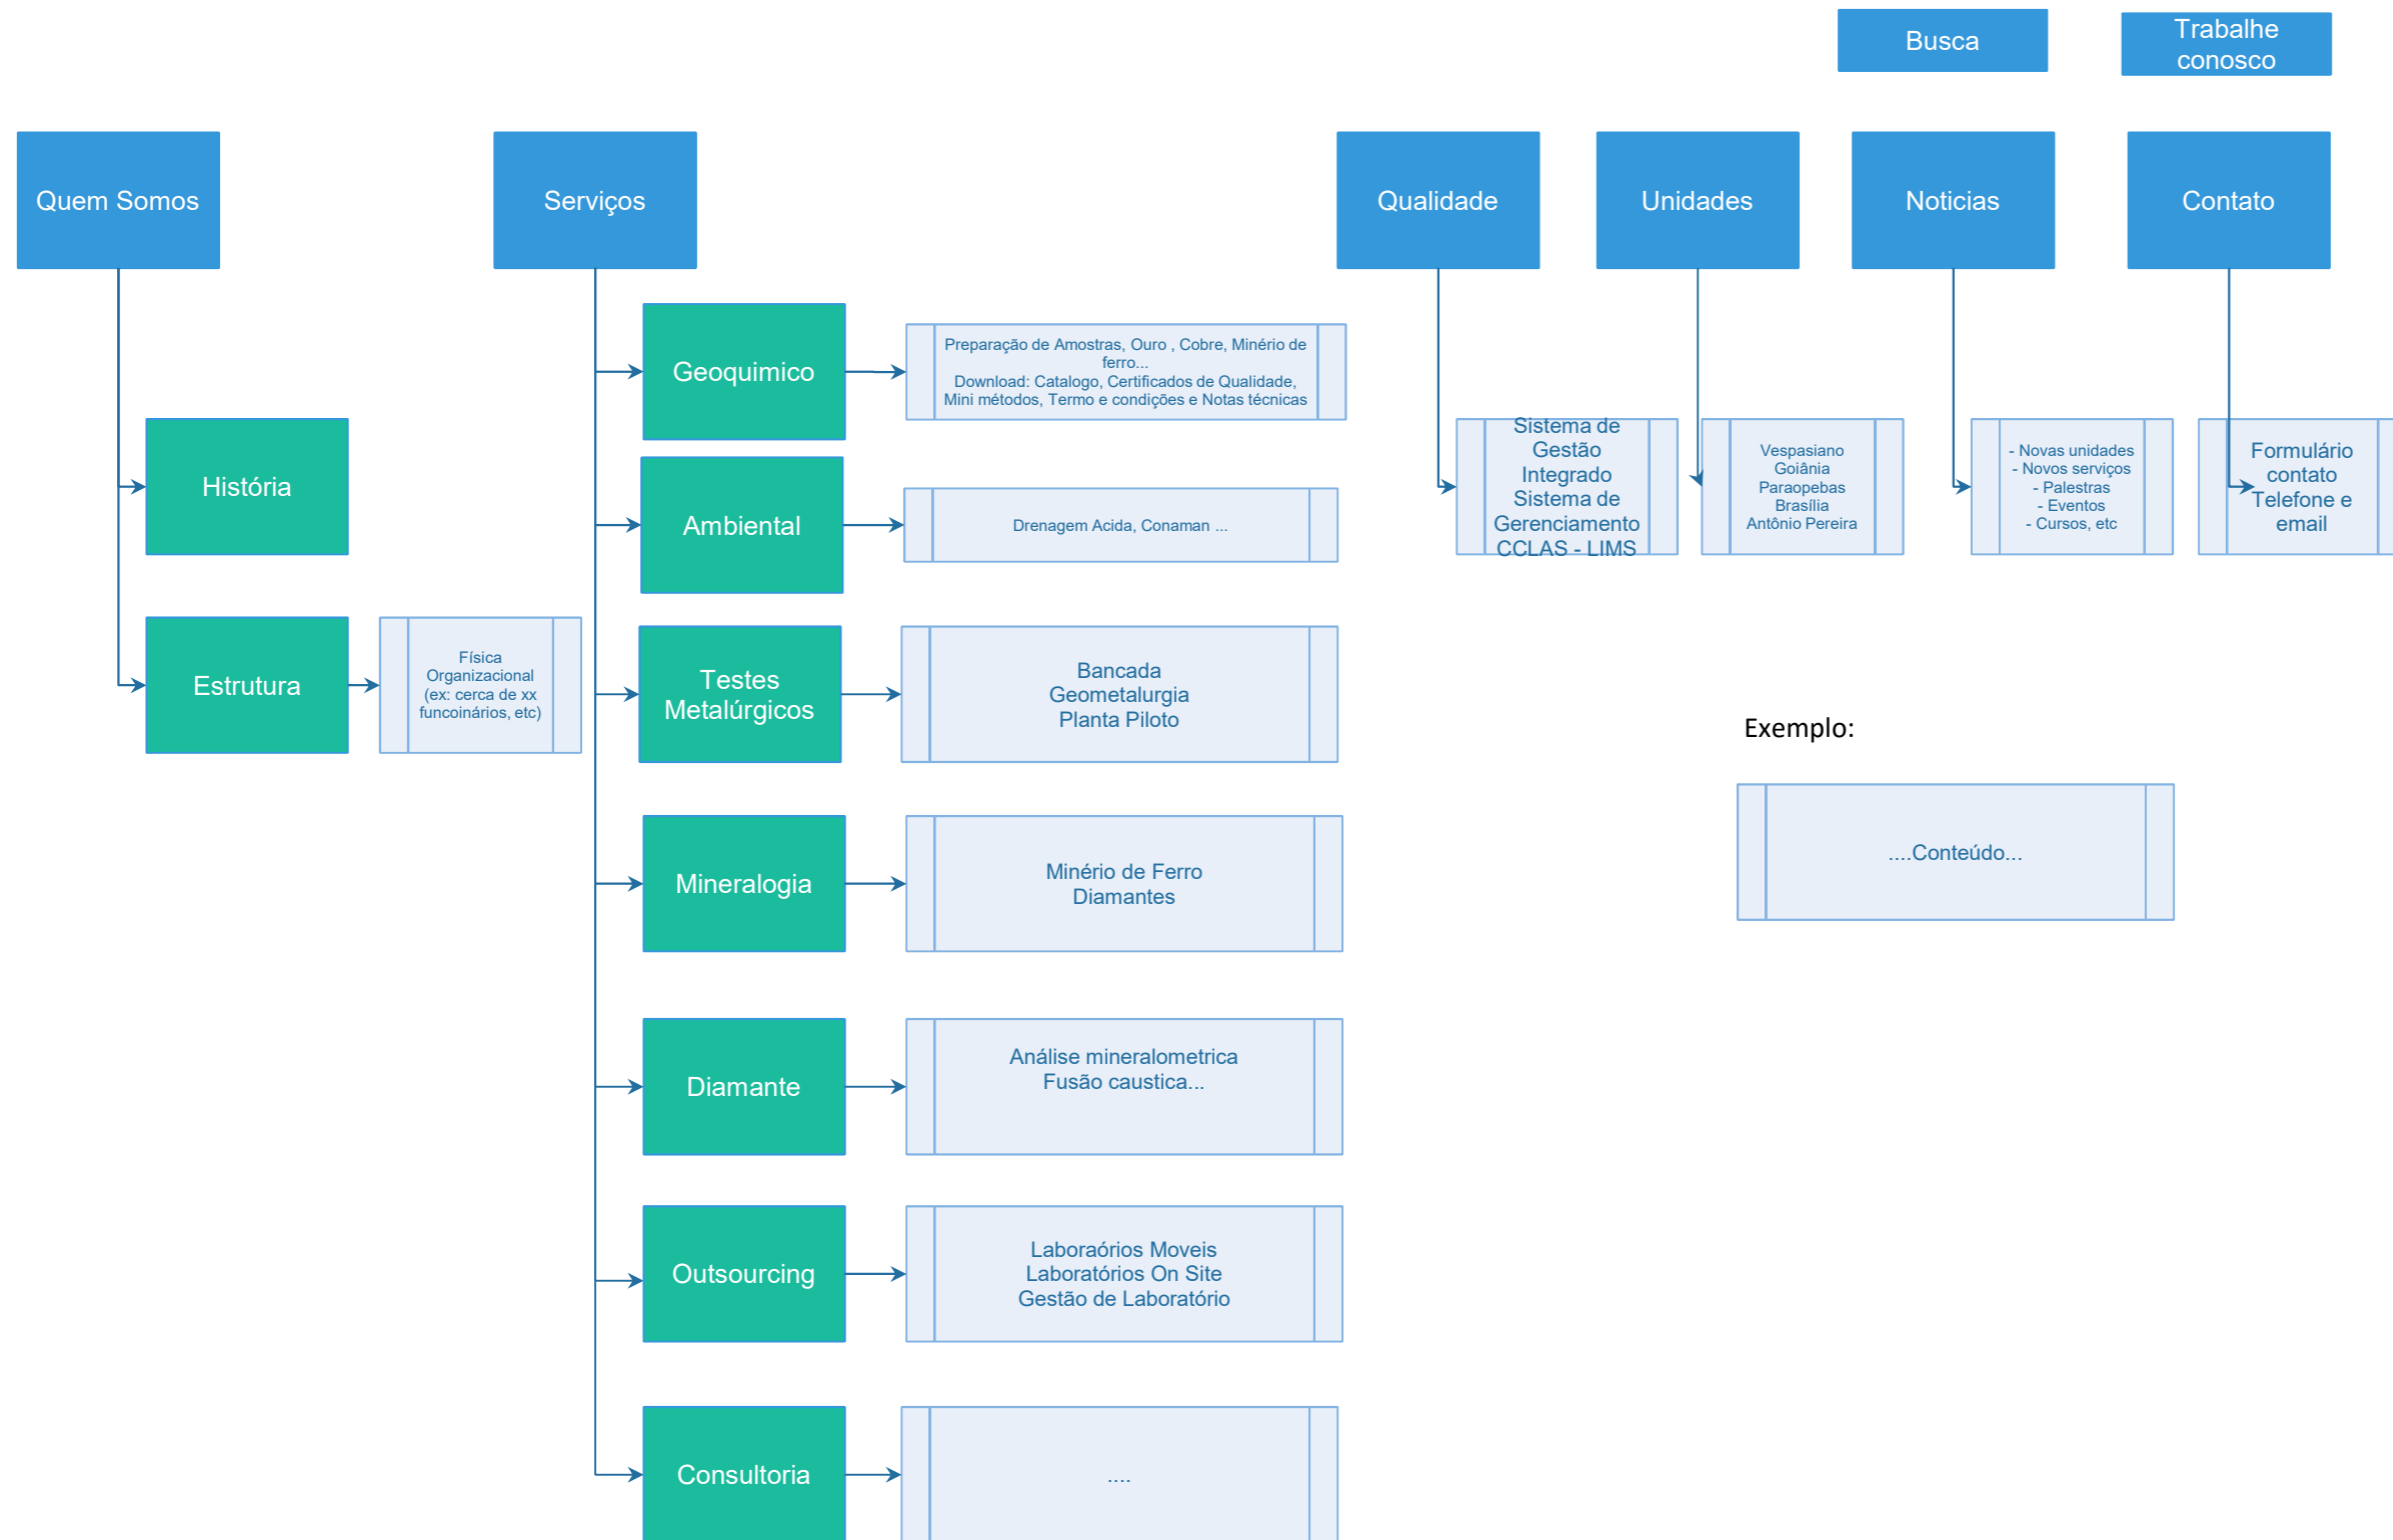 Busca
Trabalhe
conosco
Quem Somos
Serviços
Qualidade
Unidades
Noticias
Contato
Geoquimico
Preparação de Amostras, Ouro , Cobre, Minério de
ferro...
Download: Catalogo, Certificados de Qualidade,
Mini métodos, Termo e condições e Notas técnicas
História
Ambiental
Drenagem Acida, Conaman ...
Sistema de
Gestão
Integrado
Sistema de
Gerenciamento
CCLAS - LIMS
Vespasiano
Goiânia
Paraopebas
Brasília
Antônio Pereira
- Novas unidades
- Novos serviços
- Palestras
- Eventos
- Cursos, etc
Formulário
contato
Telefone e
email
Estrutura
Física
Organizacional
(ex: cerca de xx
funcoinários, etc)
Testes
Metalúrgicos
Bancada
Geometalurgia
Planta Piloto
Exemplo:
....Conteúdo...
Mineralogia
Minério de Ferro
Diamantes
Diamante
Análise mineralometrica
Fusão caustica...
Outsourcing
Laboraórios Moveis
Laboratórios On Site
Gestão de Laboratório
Consultoria
....